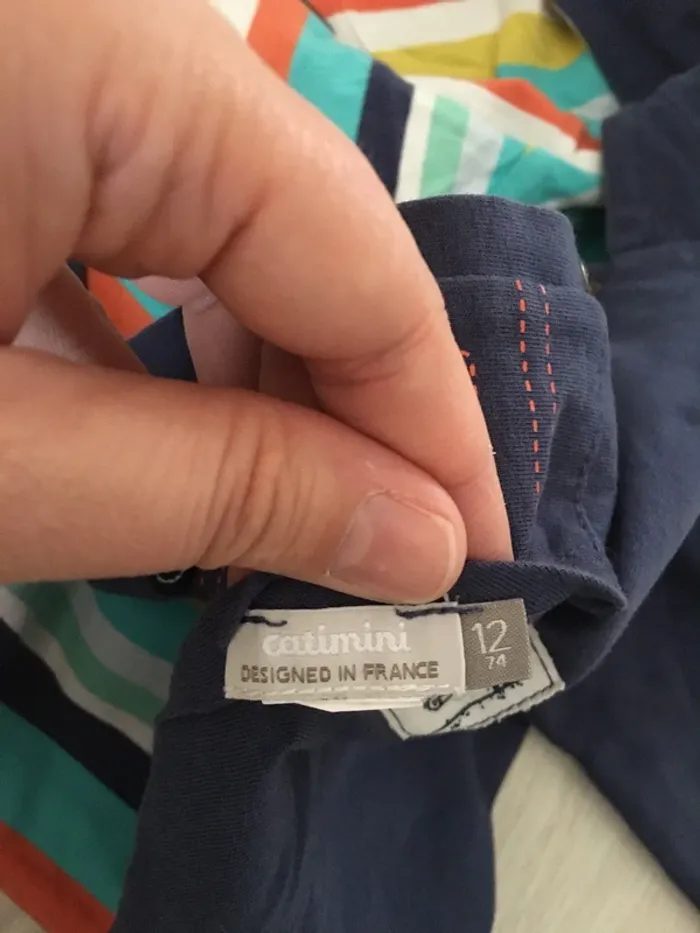 catimini
DESIGNED IN FRANCE
12
74